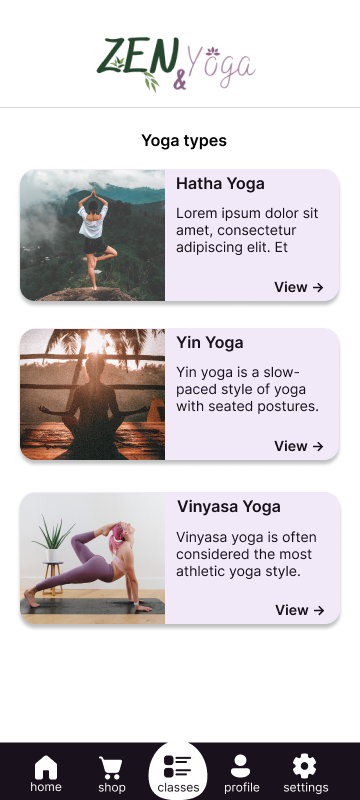 ZEN
& Yoga
Yoga types
Hatha Yoga
Lorem ipsum dolor sit
amet, consectetur
adipiscing elit. Et
View →
Yin Yoga
Yin yoga is a slow-
paced style of yoga
with seated postures.
View →
Vinyasa Yoga
Vinyasa yoga is often
considered the most
athletic yoga style.
View →
home
shop
classes
profile
settings